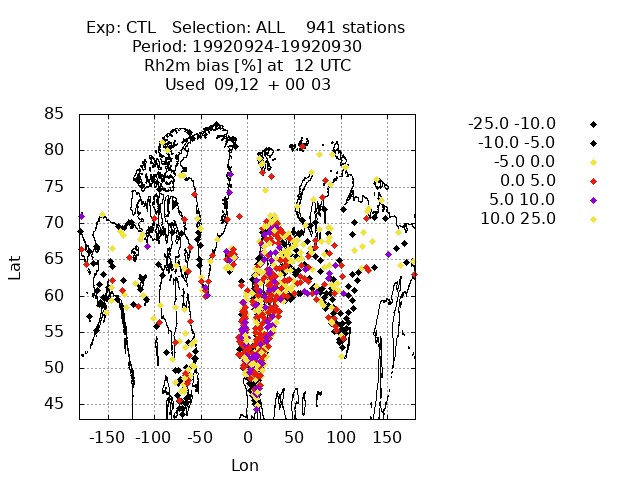 Exp: CTL   Selection: ALL    941 stations
Period: 19920924-19920930
Rh2m bias [%] at  12 UTC
Used  09,12  + 00 03
-25.0 -10.0
-10.0 -5.0
-5.0 0.0
0.0 5.0
5.0 10.0
10.0 25.0
85
80
75
70
65
60
55
50
45
Lat
-150 -100 -50 0 50 100 150
Lon